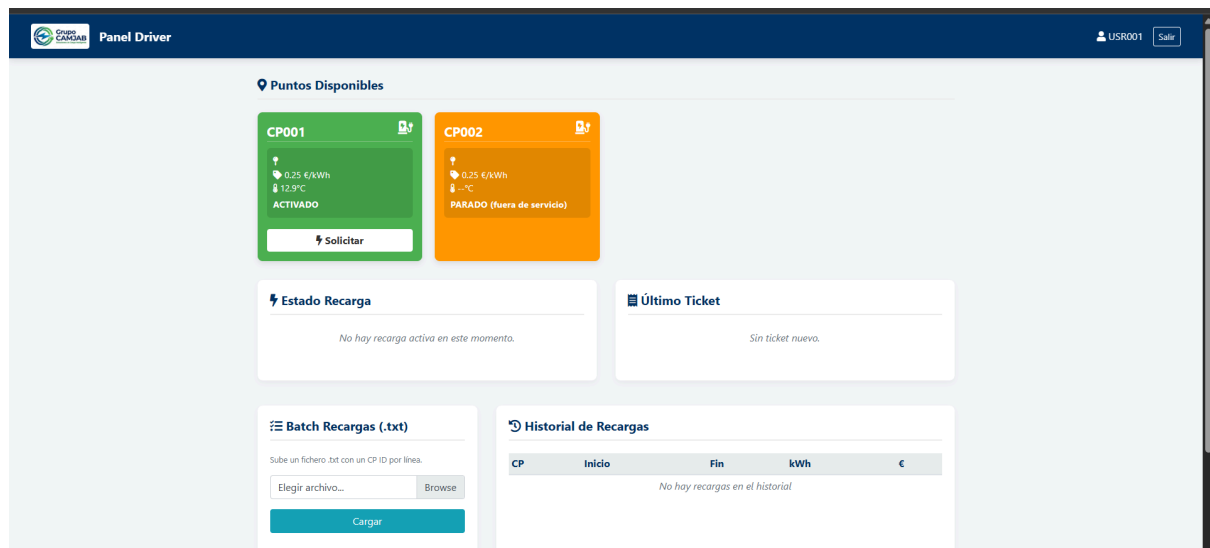 Grupo
CAMJAB
Panel Driver
USR001
Salir
Puntos Disponibles
CP001
0.25 €/kWh
12.9°C
ACTIVADO
Solicitar
CP002
0.25 €/kWh
--°C
PARADO (fuera de servicio)
Estado Recarga
No hay recarga activa en este momento.
Último Ticket
Sin ticket nuevo.
Batch Recargas (.txt)
Sube un fichero .txt con un CP ID por línea.
Elegir archivo... Browse
Cargar
Historial de Recargas
CP Inicio Fin kWh €
No hay recargas en el historial